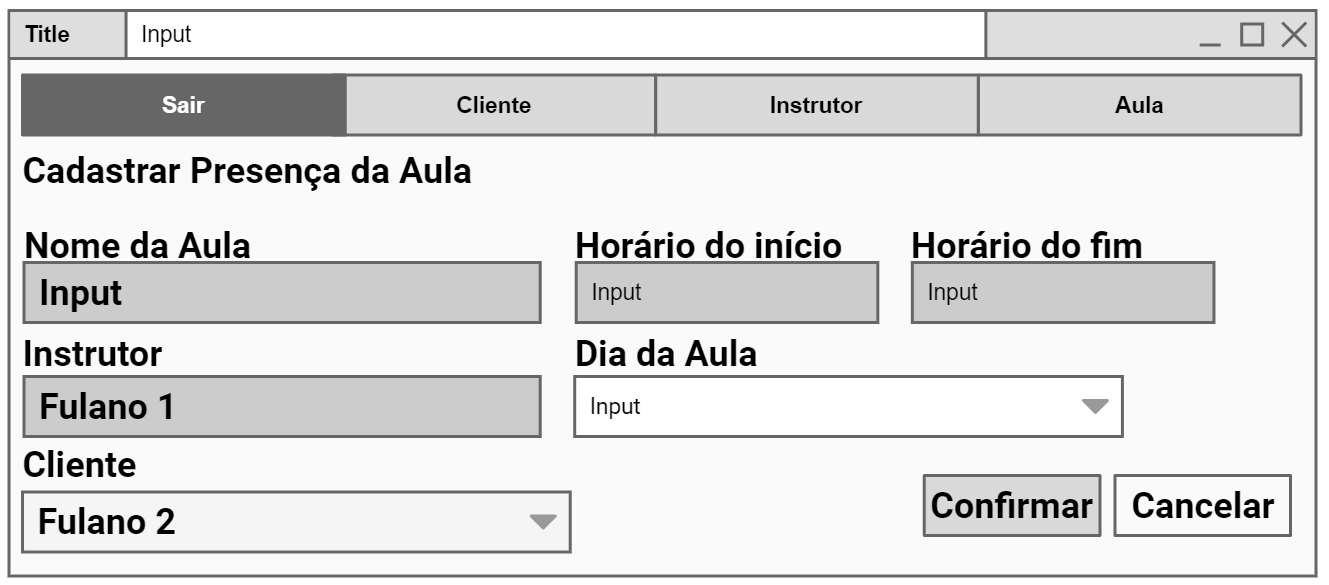 Title Input
Sair Cliente Instrutor Aula
Cadastrar Presença da Aula
Nome da Aula Horário do início Horário do fim
Input Input Input
Instrutor Dia da Aula
Fulano 1 Input
Cliente
Fulano 2 Confirmar Cancelar